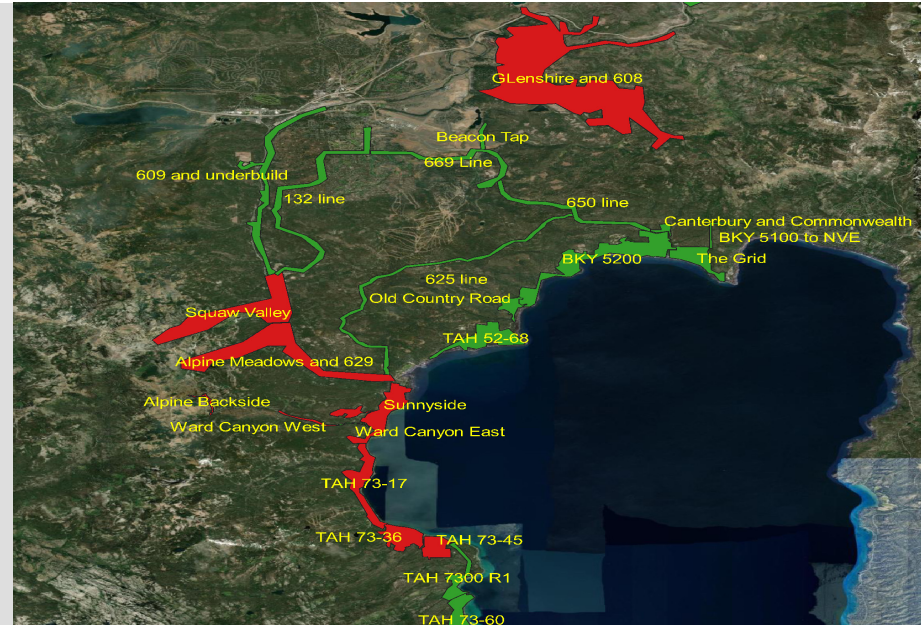 GLenshire and 608
Beacon Tap
669 Line
609 and underbuild
132 line
650 line
Canterbury and Commonwealth
BKY 5100 to NVE
BKY 5200
The Grid
625 line
Old Country Road
Squaw Valley
TAH 52-68
Alpine Meadows and 629
Alpine Backside
Sunnyside
Ward Canyon West
Ward Canyon East
TAH 73-17
TAH 73-36
TAH 73-45
TAH 7300 R1
TAH 73-60